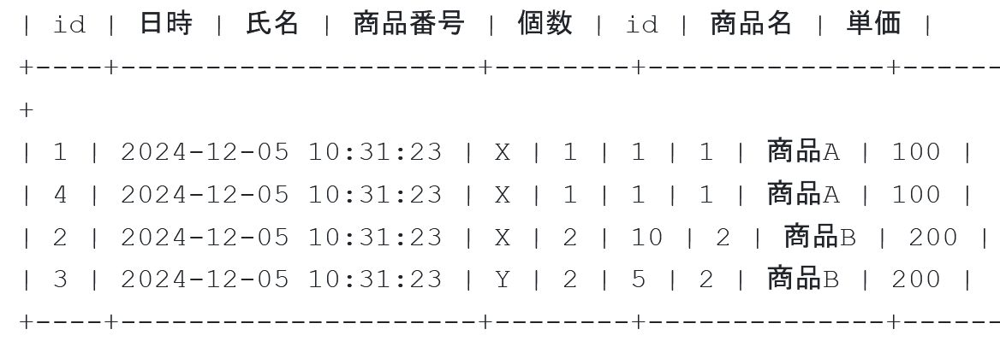 | id | 日時 | 氏名 | 商品番号 | 個数 | id | 商品名 | 単価 |
+----+---------------------+--------+-------------+------
+
| 1 | 2024-12-05 10:31:23 | X | 1 | 1 | 1 | 商品A | 100 |
| 4 | 2024-12-05 10:31:23 | X | 1 | 1 | 1 | 商品A | 100 |
| 2 | 2024-12-05 10:31:23 | X | 2 | 10 | 2 | 商品B | 200 |
| 3 | 2024-12-05 10:31:23 | Y | 2 | 5 | 2 | 商品B | 200 |
+----+---------------------+--------+-------------+------